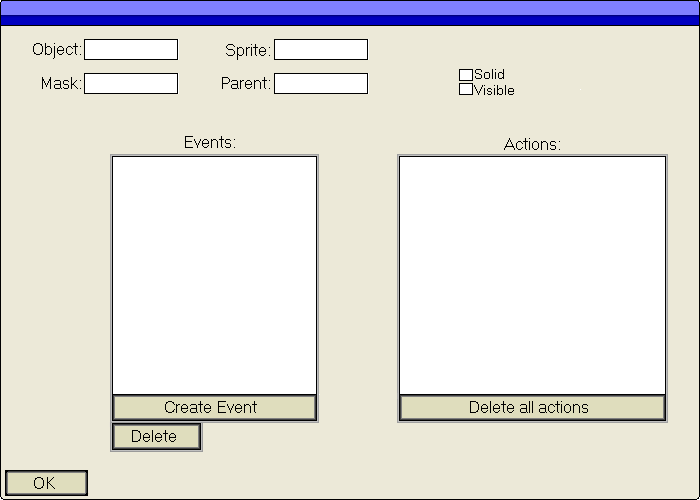 Object: Sprite:
Mask: Parent: Solid
Visible
Events: Actions:
Create Event Delete all actions
Delete
OK